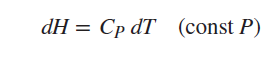 dH = C_P dT (const P)